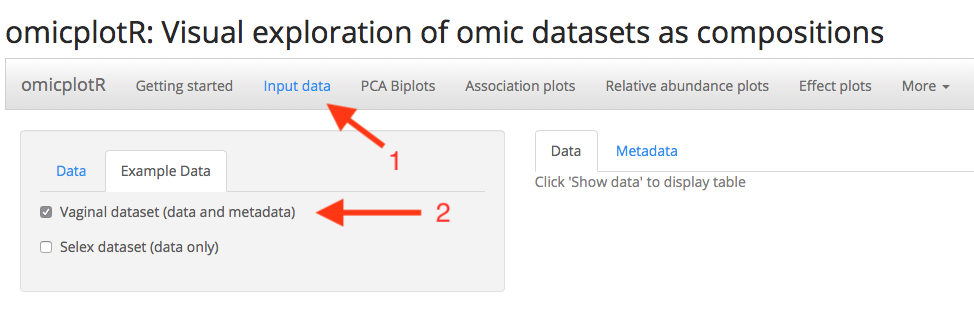 omicplotR: Visual exploration of omic datasets as compositions
omicplotR Getting started Input data PCA Biplots Association plots Relative abundance plots Effect plots More
1
Data Example Data
Vaginal dataset (data and metadata)
2
Selex dataset (data only)
Data Metadata
Click 'Show data' to display table